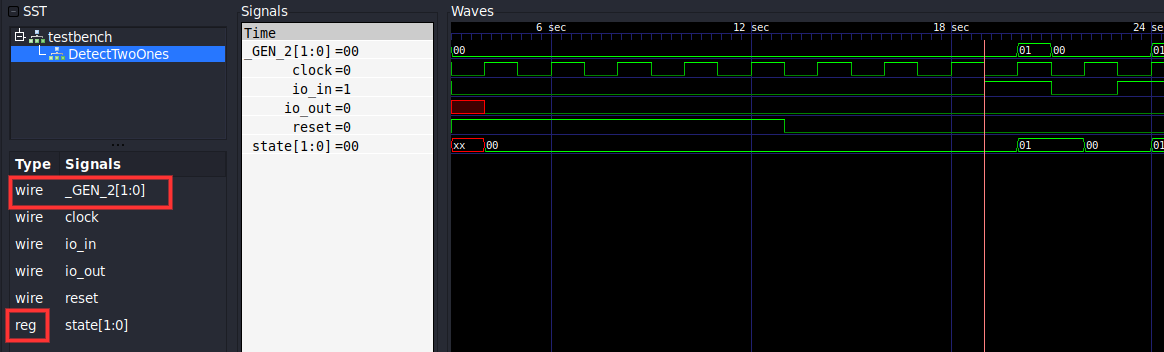 SST
testbench
DetectTwoOnes
Type Signals
wire _GEN_2[1:0]
wire clock
wire io_in
wire io_out
wire reset
reg state[1:0]
Signals
Time
_GEN_2[1:0] =00
clock =0
io_in =1
io_out =0
reset =0
state[1:0] =00
Waves
6 sec 12 sec 18 sec 24 se
00 01 00 01
xx 00 01 00 01